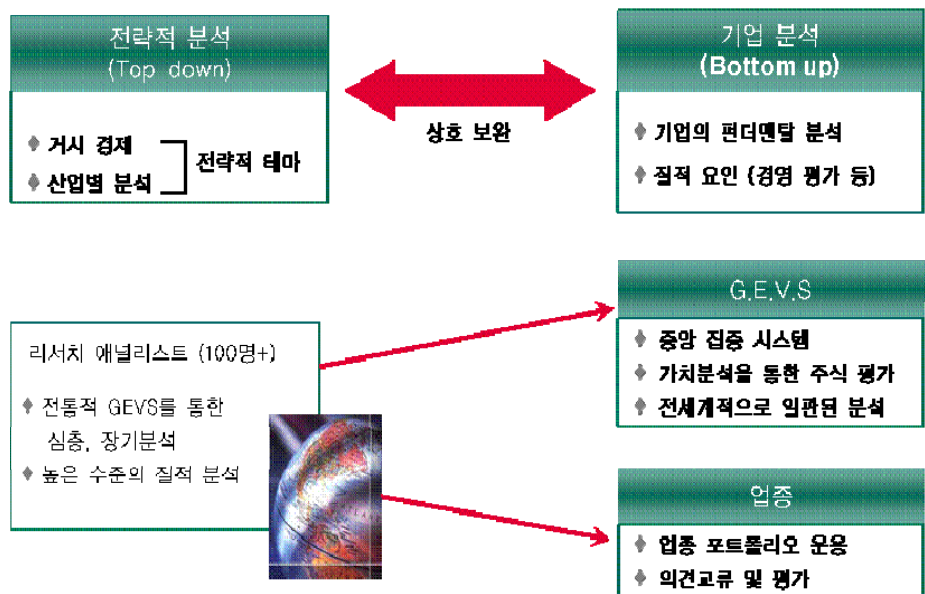 전략적 분석
(Top down)
◆ 거시 경제
◆ 산업별 분석
전략적 테마
상호 보완
기업 분석
(Bottom up)
◆ 기업의 펀더멘탈 분석
◆ 질적 요인 (경영 평가 등)
리서치 애널리스트 (100명+)
◆ 전통적 GEVS를 통한
심층, 장기분석
◆ 높은 수준의 질적 분석
G.E.V.S
◆ 중앙 집중 시스템
◆ 가치분석을 통한 주식 평가
◆ 전세계적으로 일관된 분석
업종
◆ 업종 포트폴리오 운용
◆ 의견교류 및 평가